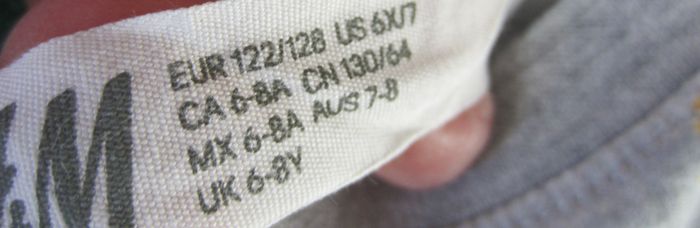 &M
EUR 122/128 US 6X/7
CA 6-8A CN 130/64
MX 6-8A AUS 7-8
UK 6-8Y